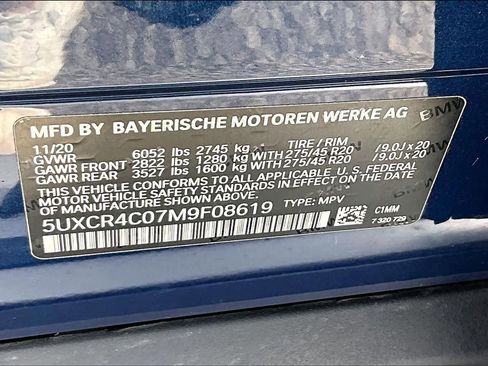 MFD BY BAYERISCHE MOTOREN WERKE AG
11/20 TIRE / RIM
GVWR 6052 lbs 2745 kg
GAWR FRONT 2822 lbs 1280 kg WITH 275/45 R20 /9.0J x 20
GAWR REAR 3527 lbs 1600 kg WITH 275/45 R20 /9.0J x 20
THIS VEHICLE CONFORMS TO ALL APPLICABLE U.S. FEDERAL
MOTOR VEHICLE SAFETY STANDARDS IN EFFECT ON THE DATE
OF MANUFACTURE SHOWN ABOVE.
5UXCR4C07M9F08619 TYPE: MPV
C1MM
7 320 729
BMW
BMW